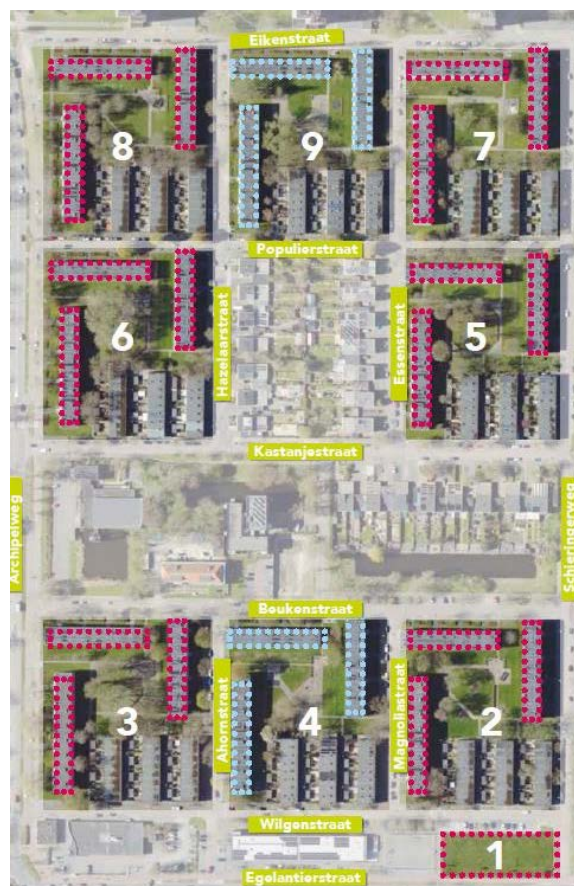 Eikenstraat
8
9
7
Populierstraat
Hazelaarstraat
Essenstraat
6
5
Kastanjestraat
Archipelweg
Schieringerweg
Beukenstraat
Ahornstraat
Magnoliastraat
3
4
2
Wilgenstraat
1
Egelantierstraat